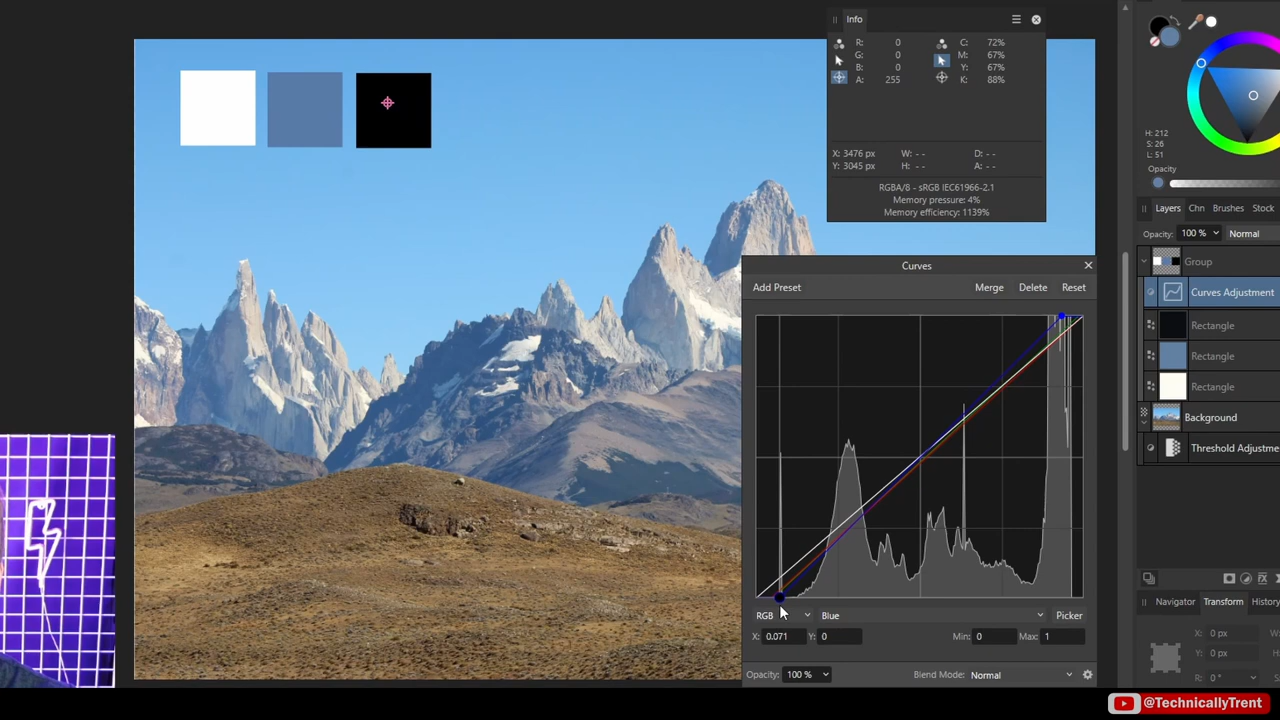 Info
R: 0 C: 72%
G: 0 M: 67%
B: 0 Y: 67%
A: 255 K: 88%
X: 3476 px W: - - D: - -
Y: 3045 px H: - - A: - -
RGBA/8 - sRGB IEC61966-2.1
Memory pressure: 4%
Memory efficiency: 1139%
H: 212
S: 26
L: 51
Opacity
Layers Chn Brushes Stock
Opacity: 100 % Normal
Group
Curves Adjustment
Rectangle
Rectangle
Rectangle
Background
Threshold Adjustme
Curves
Add Preset Merge Delete Reset
RGB Blue Picker
X: 0.071 Y: 0 Min: 0 Max: 1
Opacity: 100 % Blend Mode: Normal
Navigator Transform History
X: 0 px W:
Y: 0 px H:
R: 0 ° S:
@TechnicallyTrent